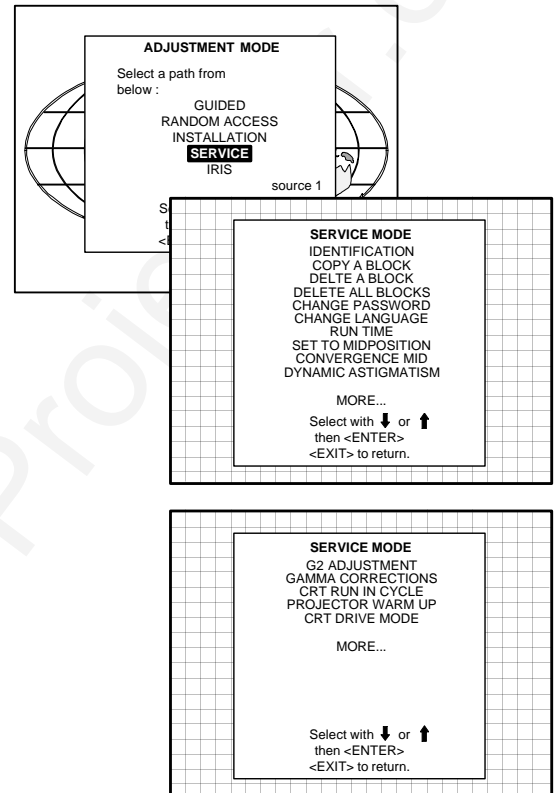 ADJUSTMENT MODE
Select a path from
below :
GUIDED
RANDOM ACCESS
INSTALLATION
SERVICE
IRIS
source 1
SERVICE MODE
IDENTIFICATION
COPY A BLOCK
DELTE A BLOCK
DELETE ALL BLOCKS
CHANGE PASSWORD
CHANGE LANGUAGE
RUN TIME
SET TO MIDPOSITION
CONVERGENCE MID
DYNAMIC ASTIGMATISM
MORE...
Select with ⬇ or ⬆
then <ENTER>
<EXIT> to return.
SERVICE MODE
G2 ADJUSTMENT
GAMMA CORRECTIONS
CRT RUN IN CYCLE
PROJECTOR WARM UP
CRT DRIVE MODE
MORE...
Select with ⬇ or ⬆
then <ENTER>
<EXIT> to return.